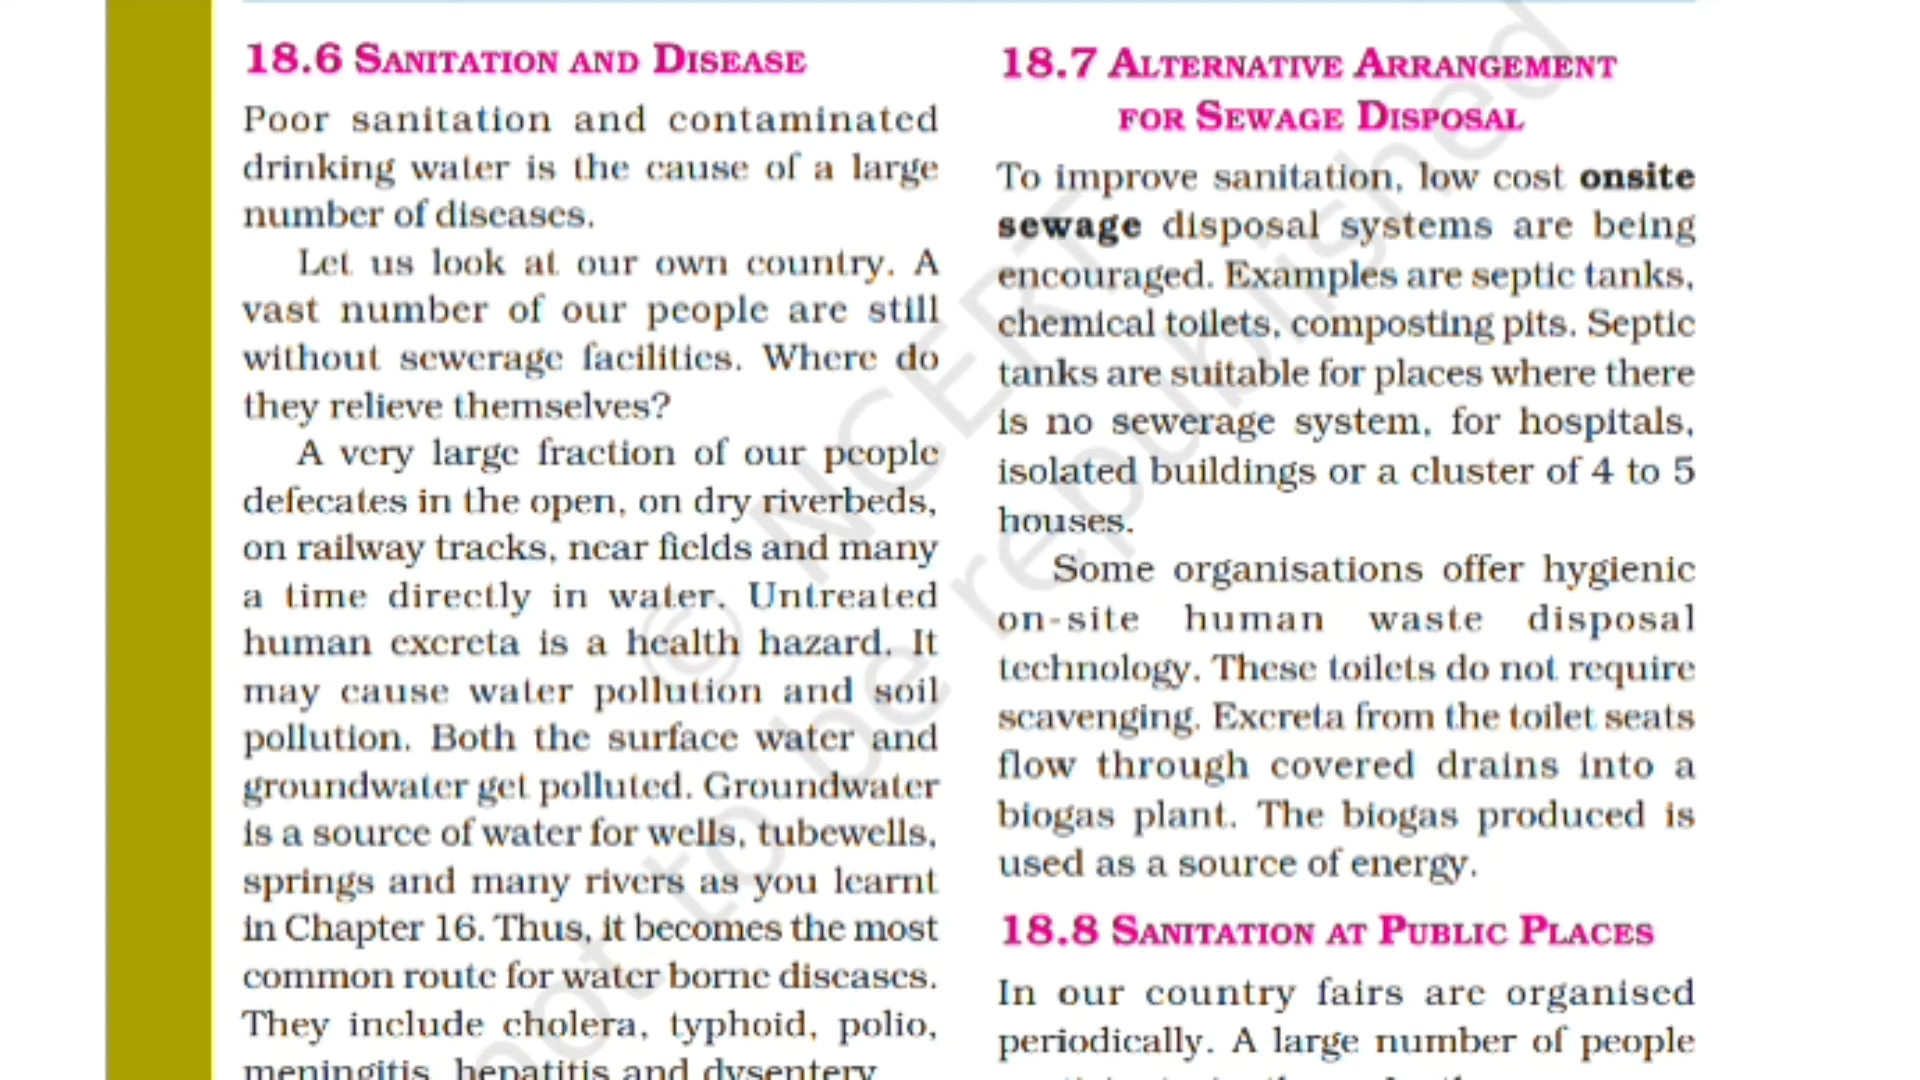 18.6 SANITATION AND DISEASE
Poor sanitation and contaminated
drinking water is the cause of a large
number of diseases.
Let us look at our own country. A
vast number of our people are still
without sewerage facilities. Where do
they relieve themselves?
A very large fraction of our people
defecates in the open, on dry riverbeds,
on railway tracks, near fields and many
a time directly in water. Untreated
human excreta is a health hazard. It
may cause water pollution and soil
pollution. Both the surface water and
groundwater get polluted. Groundwater
is a source of water for wells, tubewells,
springs and many rivers as you learnt
in Chapter 16. Thus, it becomes the most
common route for water borne diseases.
They include cholera, typhoid, polio,
meningitis, hepatitis and dysentery
18.7 ALTERNATIVE ARRANGEMENT
FOR SEWAGE DISPOSAL
To improve sanitation, low cost onsite
sewage disposal systems are being
encouraged. Examples are septic tanks,
chemical toilets, composting pits. Septic
tanks are suitable for places where there
is no sewerage system, for hospitals,
isolated buildings or a cluster of 4 to 5
houses.
Some organisations offer hygienic
on-site human waste disposal
technology. These toilets do not require
scavenging. Excreta from the toilet seats
flow through covered drains into a
biogas plant. The biogas produced is
used as a source of energy.
18.8 SANITATION AT PUBLIC PLACES
In our country fairs are organised
periodically. A large number of people
© NCERT
not to be republished